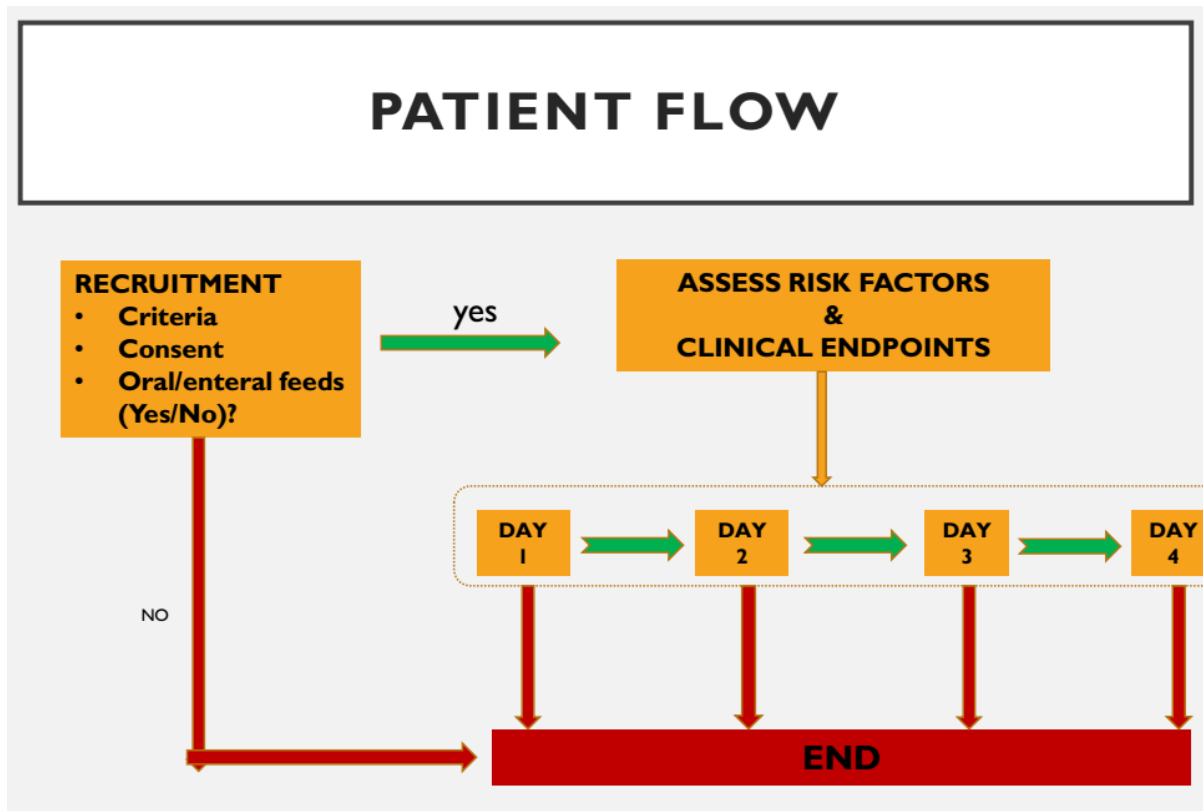 PATIENT FLOW
RECRUITMENT
• Criteria
• Consent
• Oral/enteral feeds
(Yes/No)?
yes
ASSESS RISK FACTORS
&
CLINICAL ENDPOINTS
DAY
1
DAY
2
DAY
3
DAY
4
NO
END